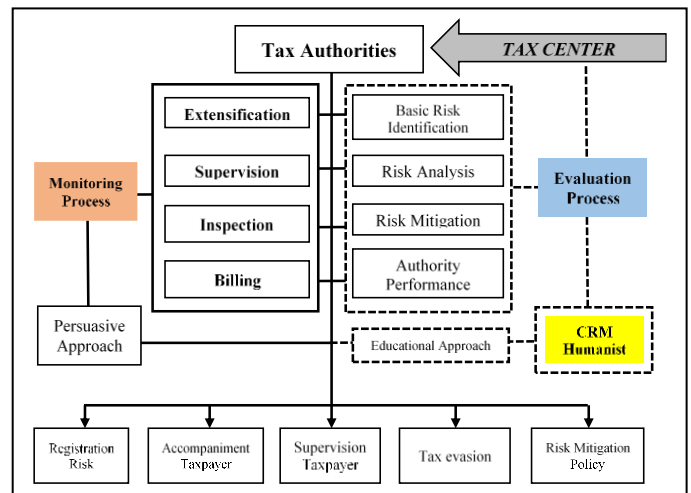 Tax Authorities
TAX CENTER
Extensification
Basic Risk
Identification
Supervision
Risk Analysis
Monitoring
Process
Evaluation
Process
Inspection
Risk Mitigation
Billing
Authority
Performance
Persuasive
Approach
Educational Approach
CRM
Humanist
Registration
Risk
Accompaniment
Taxpayer
Supervision
Taxpayer
Tax evasion
Risk Mitigation
Policy